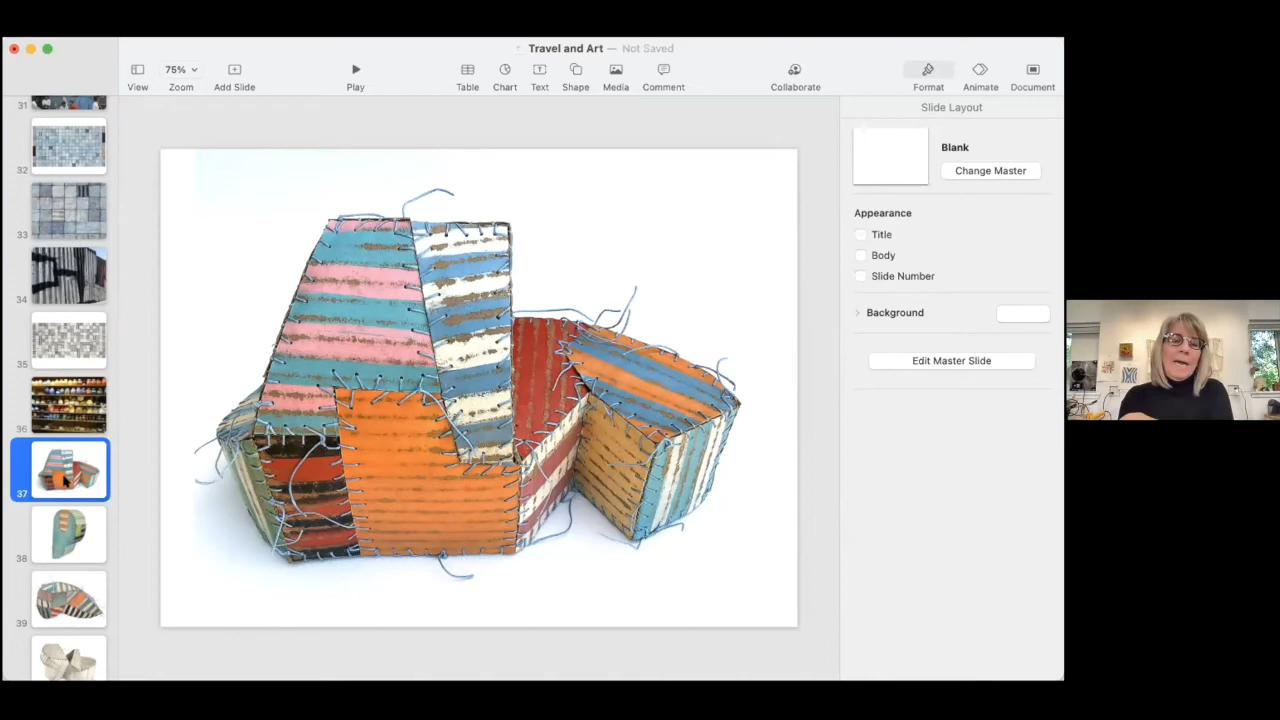 Travel and Art — Not Saved
75%
View Zoom Add Slide Play Table Chart Text Shape Media Comment Collaborate Format Animate Document
Slide Layout
Blank
Change Master
Appearance
Title
Body
Slide Number
Background
Edit Master Slide
31
32
33
34
35
36
37
38
39